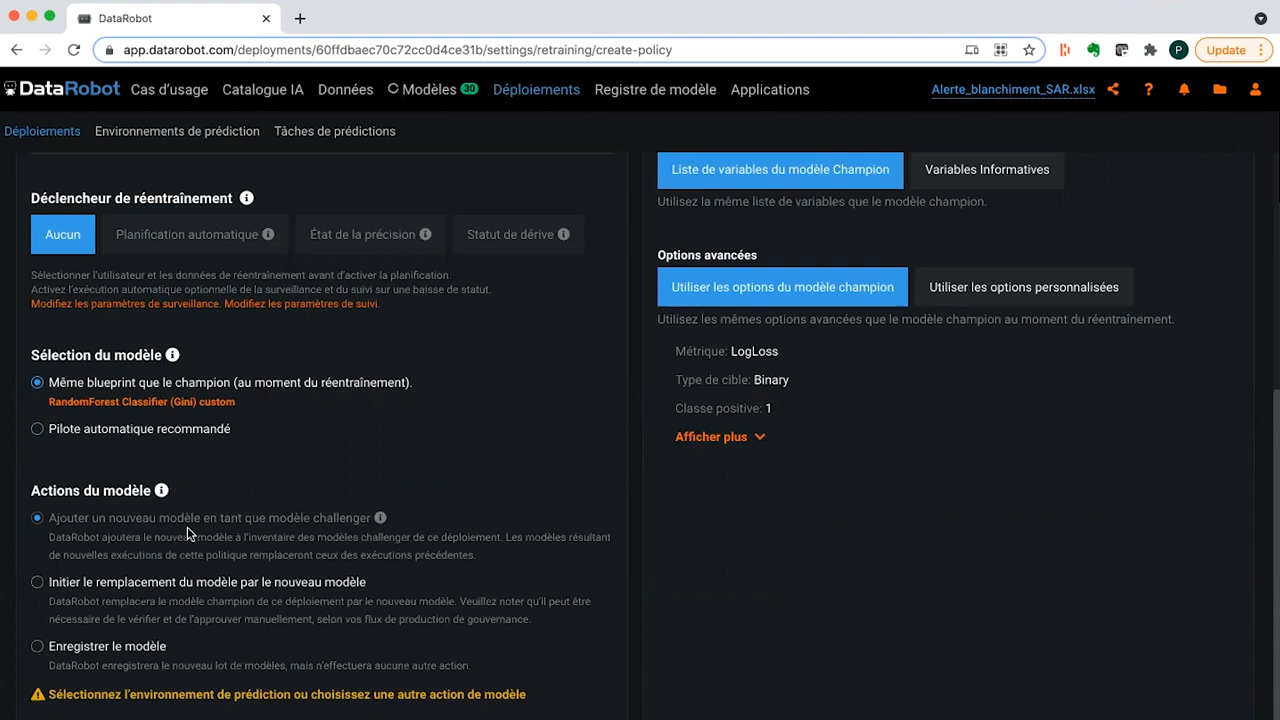 DataRobot
app.datarobot.com/deployments/60ffdbaec70c72cc0d4ce31b/settings/retraining/create-policy
P
Update
DataRobot Cas d'usage Catalogue IA Données Modèles 30 Déploiements Registre de modèle Applications Alerte_blanchiment_SAR.xlsx
Déploiements Environnements de prédiction Tâches de prédictions
Déclencheur de réentraînement
Aucun Planification automatique État de la précision Statut de dérive
Sélectionner l'utilisateur et les données de réentraînement avant d'activer la planification.
Activez l'exécution automatique optionnelle de la surveillance et du suivi sur une baisse de statut.
Modifiez les paramètres de surveillance. Modifiez les paramètres de suivi.
Sélection du modèle
Même blueprint que le champion (au moment du réentraînement).
RandomForest Classifier (Gini) custom
Pilote automatique recommandé
Actions du modèle
Ajouter un nouveau modèle en tant que modèle challenger
DataRobot ajoutera le nouveau modèle à l'inventaire des modèles challenger de ce déploiement. Les modèles résultant
de nouvelles exécutions de cette politique remplaceront ceux des exécutions précédentes.
Initier le remplacement du modèle par le nouveau modèle
DataRobot remplacera le modèle champion de ce déploiement par le nouveau modèle. Veuillez noter qu'il peut être
nécessaire de le vérifier et de l'approuver manuellement, selon vos flux de production de gouvernance.
Enregistrer le modèle
DataRobot enregistrera le nouveau lot de modèles, mais n'effectuera aucune autre action.
Sélectionnez l'environnement de prédiction ou choisissez une autre action de modèle
Liste de variables du modèle Champion Variables Informatives
Utilisez la même liste de variables que le modèle champion.
Options avancées
Utiliser les options du modèle champion Utiliser les options personnalisées
Utilisez les mêmes options avancées que le modèle champion au moment du réentraînement.
Métrique: LogLoss
Type de cible: Binary
Classe positive: 1
Afficher plus